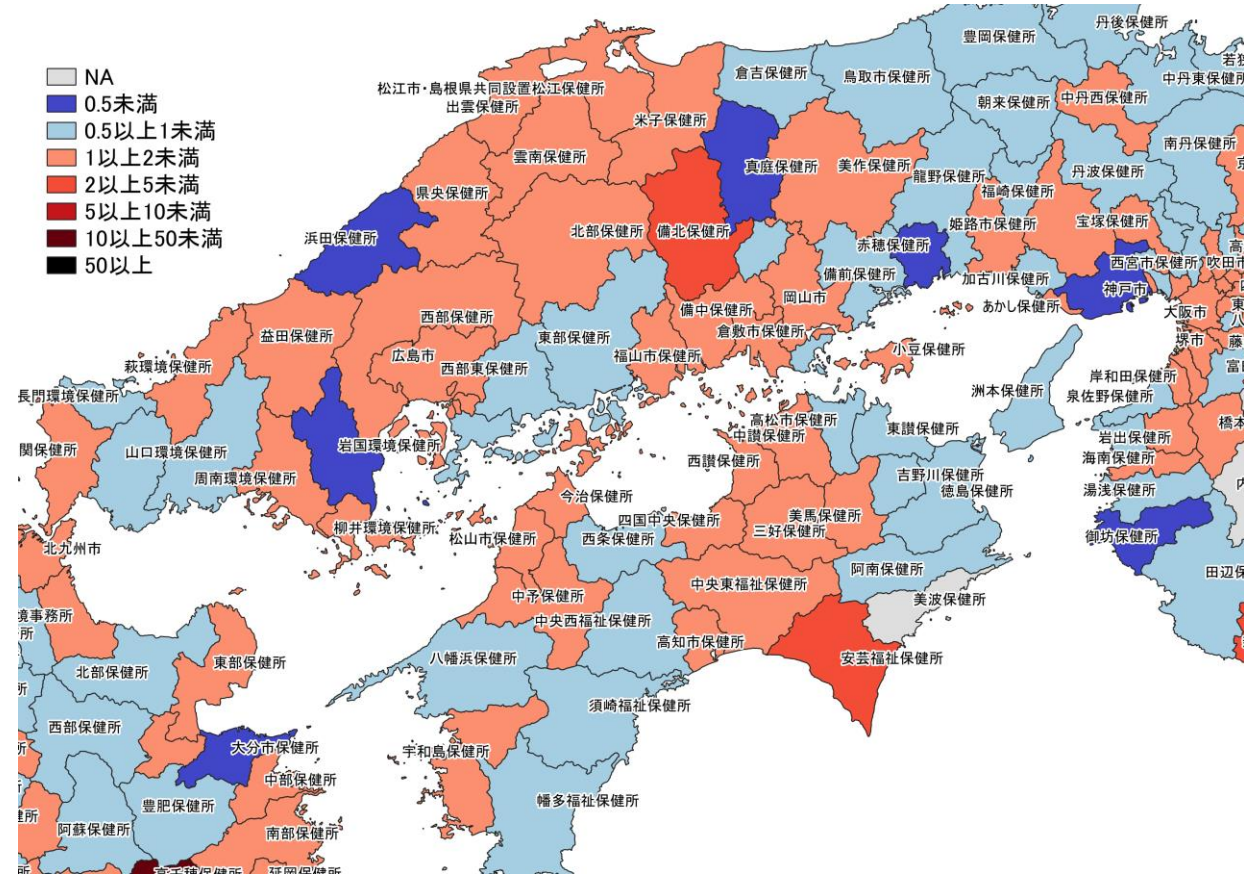 NA
0.5未満
0.5以上1未満
1以上2未満
2以上5未満
5以上10未満
10以上50未満
50以上
丹後保健所
豊岡保健所
倉吉保健所
鳥取市保健所
中丹東保健所
松江市・島根県共同設置松江保健所
朝来保健所
中丹西保健所
出雲保健所
米子保健所
南丹保健所
雲南保健所
真庭保健所
美作保健所
丹波保健所
龍野保健所
県央保健所
福崎保健所
宝塚保健所
姫路市保健所
浜田保健所
北部保健所
備北保健所
赤穂保健所
西宮市保健所
吹田市
備前保健所
加古川保健所
神戸市
岡山市
あかし保健所
備中保健所
大阪市
西部保健所
倉敷市保健所
益田保健所
東部保健所
堺市
小豆保健所
広島市
福山市保健所
萩環境保健所
西部東保健所
岸和田保健所
長門環境保健所
洲本保健所
泉佐野保健所
高松市保健所
東讃保健所
中讃保健所
岩出保健所
岩国環境保健所
関保健所
山口環境保健所
西讃保健所
海南保健所
吉野川保健所
周南環境保健所
徳島保健所
湯浅保健所
今治保健所
四国中央保健所
美馬保健所
柳井環境保健所
三好保健所
松山市保健所
西条保健所
御坊保健所
北九州市
阿南保健所
中央東福祉保健所
中予保健所
美波保健所
境事務所
中央西福祉保健所
高知市保健所
東部保健所
八幡浜保健所
安芸福祉保健所
北部保健所
須崎福祉保健所
西部保健所
大分市保健所
宇和島保健所
中部保健所
幡多福祉保健所
豊肥保健所
阿蘇保健所
南部保健所
高千穂保健所
延岡保健所